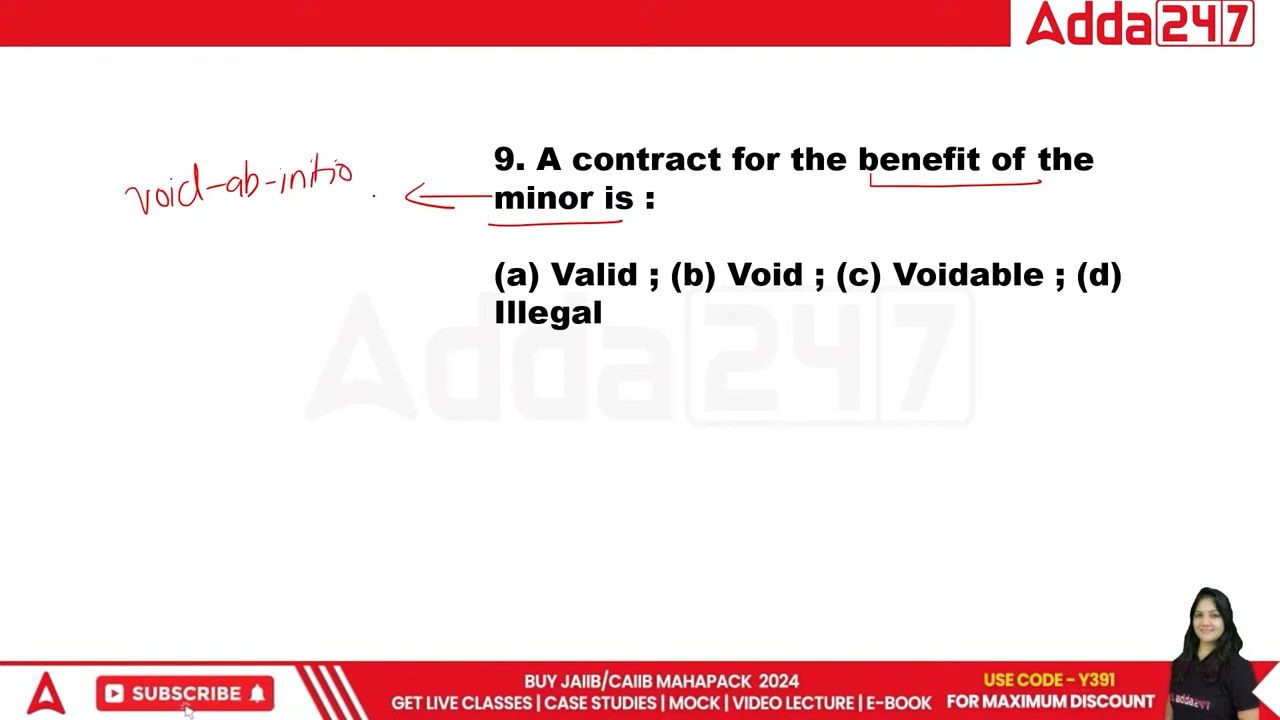 Adda247
9. A contract for the benefit of the
void-ab-initio
minor is :
(a) Valid ; (b) Void ; (c) Voidable ; (d)
Illegal
Adda247
adda247
SUBSCRIBE
BUY JAIIB/CAIIB MAHAPACK 2024
GET LIVE CLASSES | CASE STUDIES | MOCK | VIDEO LECTURE | E-BOOK
USE CODE - Y391
FOR MAXIMUM DISCOUNT